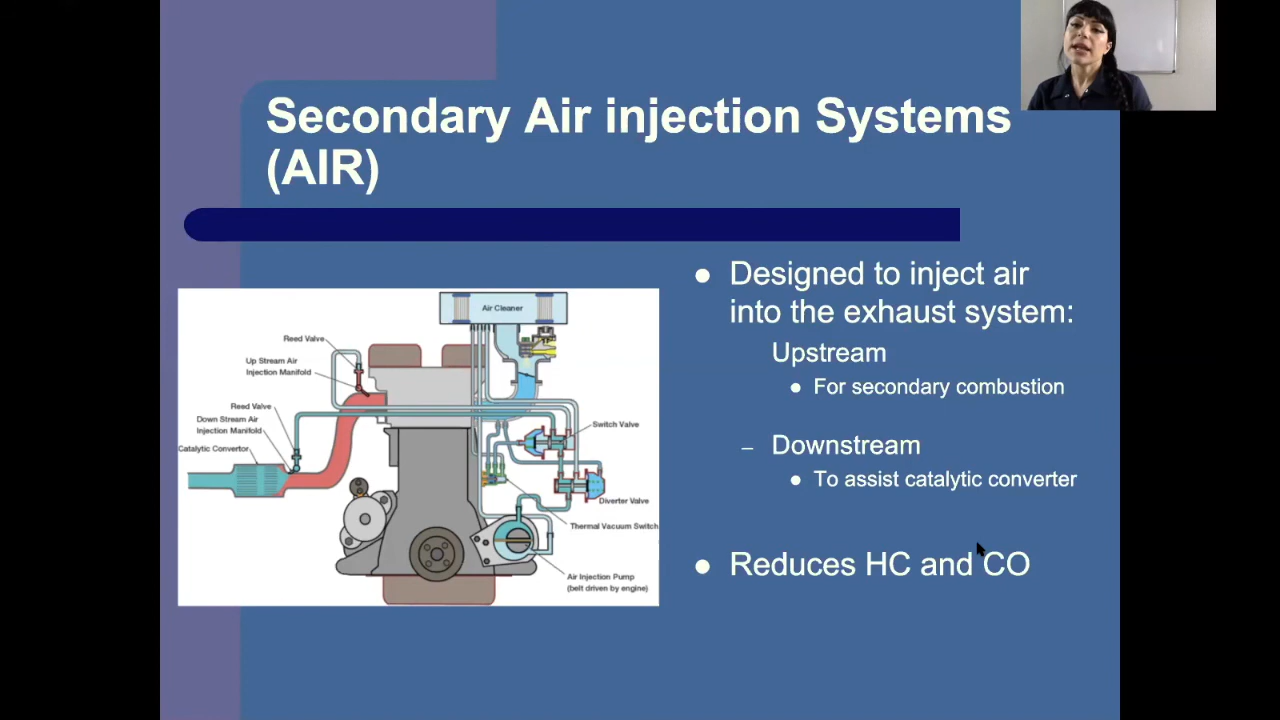 Secondary Air injection Systems
(AIR)
Air Cleaner
Reed Valve
Up Stream Air
Injection Manifold
Reed Valve
Down Stream Air
Injection Manifold
Catalytic Convertor
Switch Valve
Diverter Valve
Thermal Vacuum Switch
Air Injection Pump
(belt driven by engine)
● Designed to inject air
into the exhaust system:
Upstream
● For secondary combustion
– Downstream
● To assist catalytic converter
● Reduces HC and CO